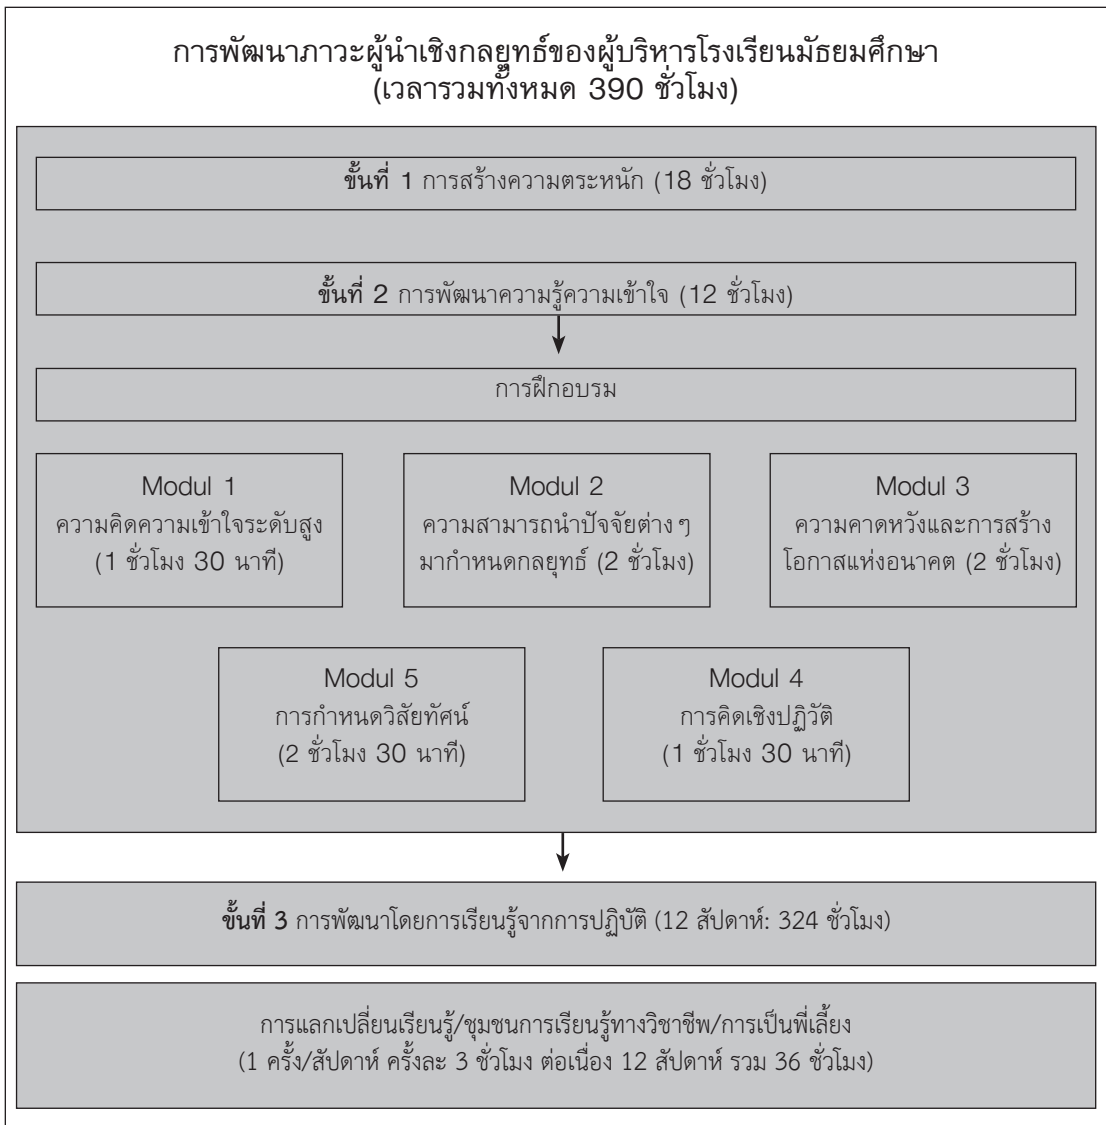 การพัฒนาภาวะผู้นำเชิงกลยุทธ์ของผู้บริหารโรงเรียนมัธยมศึกษา
(เวลารวมทั้งหมด 390 ชั่วโมง)
ขั้นที่ 1 การสร้างความตระหนัก (18 ชั่วโมง)
ขั้นที่ 2 การพัฒนาความรู้ความเข้าใจ (12 ชั่วโมง)
การฝึกอบรม
Modul 1
ความคิดความเข้าใจระดับสูง
(1 ชั่วโมง 30 นาที)
Modul 2
ความสามารถนำปัจจัยต่าง ๆ
มากำหนดกลยุทธ์ (2 ชั่วโมง)
Modul 3
ความคาดหวังและการสร้าง
โอกาสแห่งอนาคต (2 ชั่วโมง)
Modul 5
การกำหนดวิสัยทัศน์
(2 ชั่วโมง 30 นาที)
Modul 4
การคิดเชิงปฏิวัติ
(1 ชั่วโมง 30 นาที)
ขั้นที่ 3 การพัฒนาโดยการเรียนรู้จากการปฏิบัติ (12 สัปดาห์: 324 ชั่วโมง)
การแลกเปลี่ยนเรียนรู้/ชุมชนการเรียนรู้ทางวิชาชีพ/การเป็นพี่เลี้ยง
(1 ครั้ง/สัปดาห์ ครั้งละ 3 ชั่วโมง ต่อเนื่อง 12 สัปดาห์ รวม 36 ชั่วโมง)